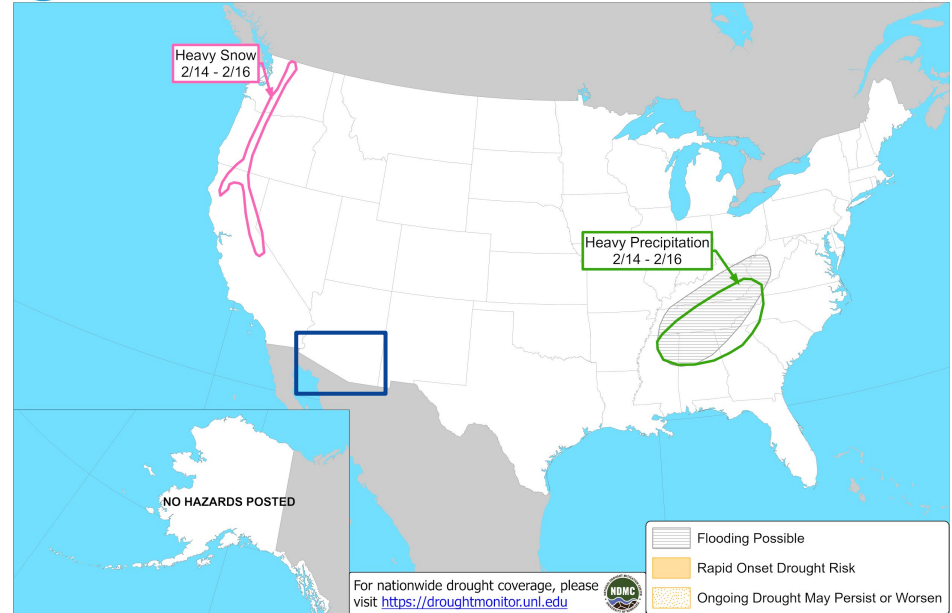 Heavy Snow
2/14 - 2/16
Heavy Precipitation
2/14 - 2/16
NO HAZARDS POSTED
For nationwide drought coverage, please
visit https://droughtmonitor.unl.edu
NDMC
Flooding Possible
Rapid Onset Drought Risk
Ongoing Drought May Persist or Worsen